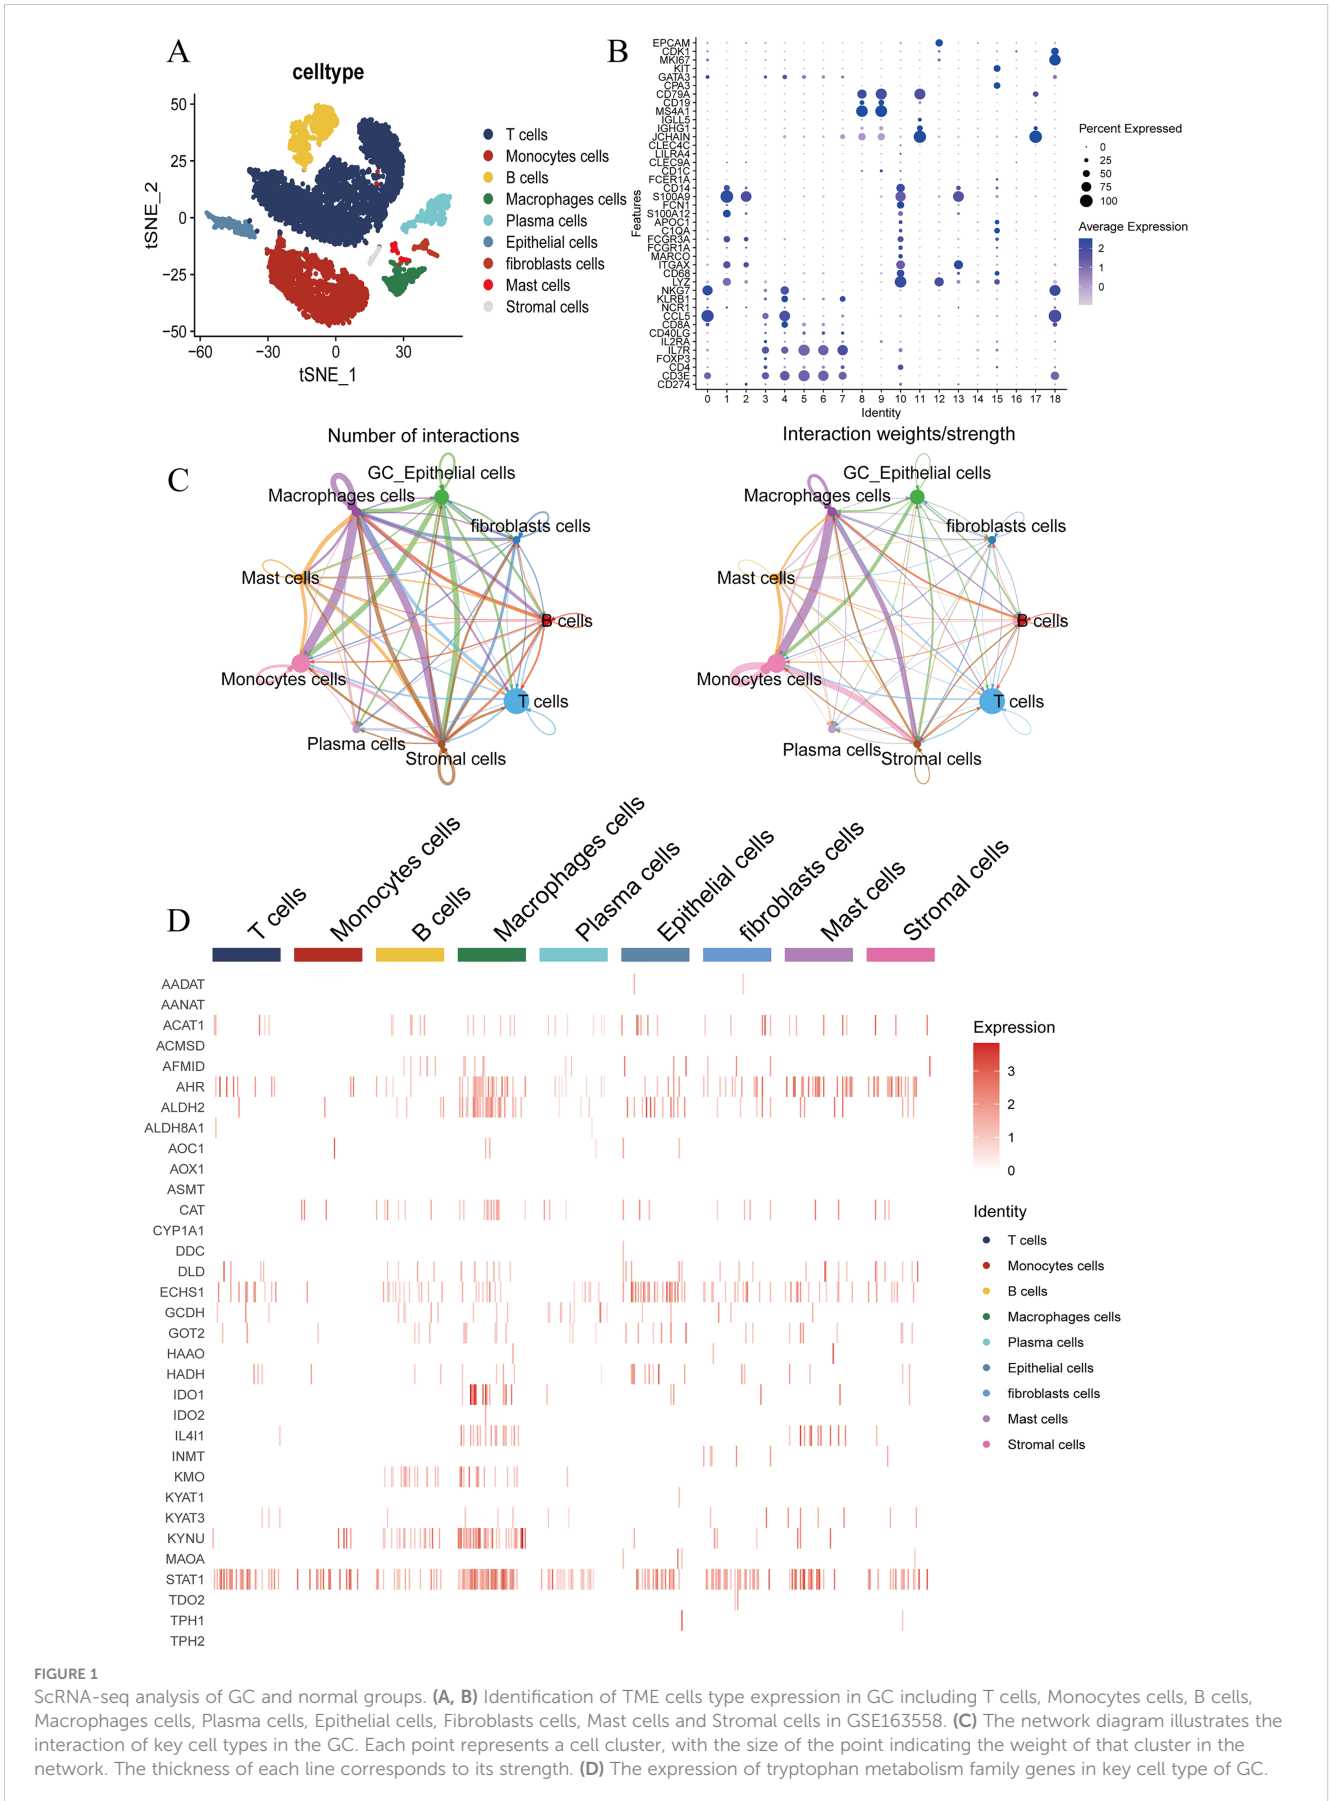 A
celltype
50
25
0
−25
−50
tSNE_2
−60
−30
0
30
tSNE_1
T cells
Monocytes cells
B cells
Macrophages cells
Plasma cells
Epithelial cells
fibroblasts cells
Mast cells
Stromal cells
B
Features
EPCAM
CDK1
MKI67
KIT
GATA3
CPA3
CD79A
CD19
MS4A1
IGLL5
IGHG1
JCHAIN
CLEC4C
LILRA4
CLEC9A
CD1C
FCER1A
CD14
S100A9
FCN1
S100A12
APOC1
C1QA
FCGR3A
FCGR1A
MARCO
ITGAX
CD68
LYZ
NKG7
KLRB1
NCR1
CCL5
CD8A
CD40LG
IL2RA
IL7R
FOXP3
CD4
CD3E
CD274
0 1 2 3 4 5 6 7 8 9 10 11 12 13 14 15 16 17 18
Identity
Percent Expressed
0
25
50
75
100
Average Expression
2
1
0
C
Number of interactions
GC_Epithelial cells
Macrophages cells
fibroblasts cells
Mast cells
B cells
Monocytes cells
T cells
Plasma cells
Stromal cells
Interaction weights/strength
GC_Epithelial cells
Macrophages cells
fibroblasts cells
Mast cells
B cells
Monocytes cells
T cells
Plasma cells
Stromal cells
D
T cells
Monocytes cells
B cells
Macrophages cells
Plasma cells
Epithelial cells
fibroblasts cells
Mast cells
Stromal cells
AADAT
AANAT
ACAT1
ACMSD
AFMID
AHR
ALDH2
ALDH8A1
AOC1
AOX1
ASMT
CAT
CYP1A1
DDC
DLD
ECHS1
GCDH
GOT2
HAAO
HADH
IDO1
IDO2
IL4I1
INMT
KMO
KYAT1
KYAT3
KYNU
MAOA
STAT1
TDO2
TPH1
TPH2
Expression
3
2
1
0
Identity
T cells
Monocytes cells
B cells
Macrophages cells
Plasma cells
Epithelial cells
fibroblasts cells
Mast cells
Stromal cells
FIGURE 1
ScRNA-seq analysis of GC and normal groups. (A, B) Identification of TME cells type expression in GC including T cells, Monocytes cells, B cells,
Macrophages cells, Plasma cells, Epithelial cells, Fibroblasts cells, Mast cells and Stromal cells in GSE163558. (C) The network diagram illustrates the
interaction of key cell types in the GC. Each point represents a cell cluster, with the size of the point indicating the weight of that cluster in the
network. The thickness of each line corresponds to its strength. (D) The expression of tryptophan metabolism family genes in key cell type of GC.